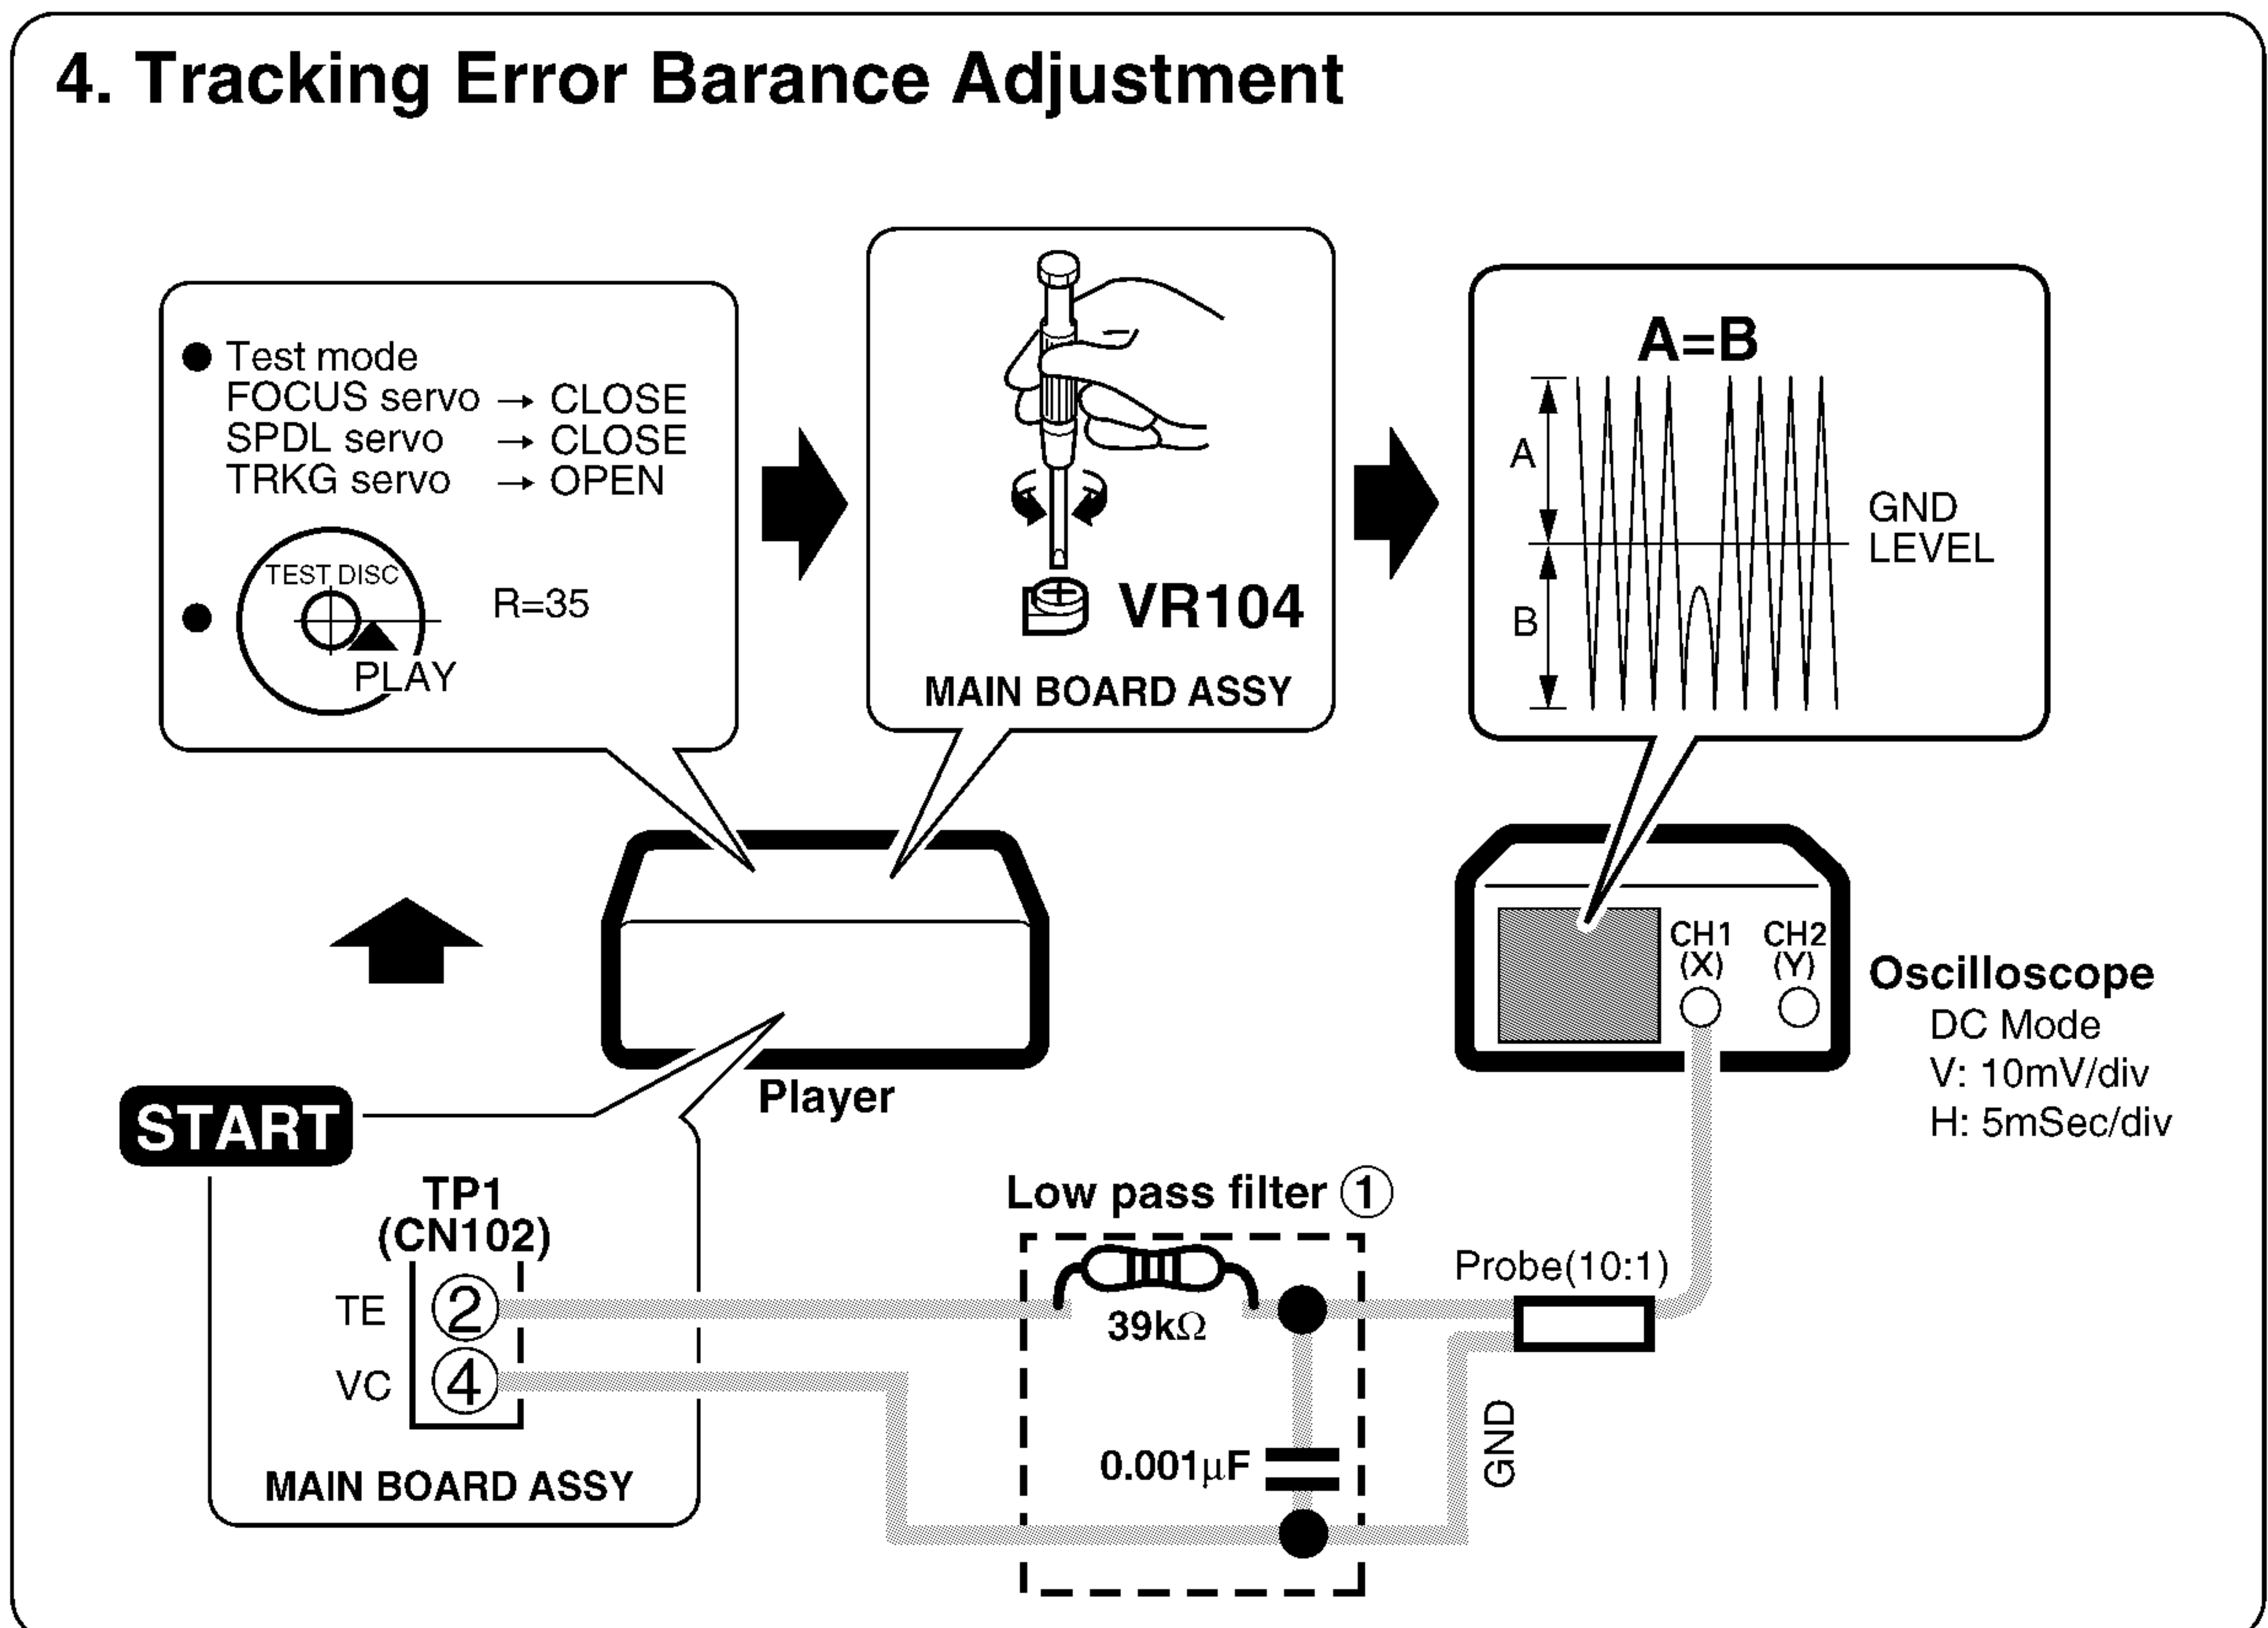 4. Tracking Error Barance Adjustment
● Test mode
FOCUS servo → CLOSE
SPDL servo → CLOSE
TRKG servo → OPEN
●
TEST DISC
R=35
PLAY
VR104
MAIN BOARD ASSY
A=B
A
GND
LEVEL
B
CH1
(X)
CH2
(Y)
Oscilloscope
DC Mode
V: 10mV/div
H: 5mSec/div
Player
START
TP1
(CN102)
TE ②
VC ④
MAIN BOARD ASSY
Low pass filter ①
39kΩ
0.001μF
Probe(10:1)
GND